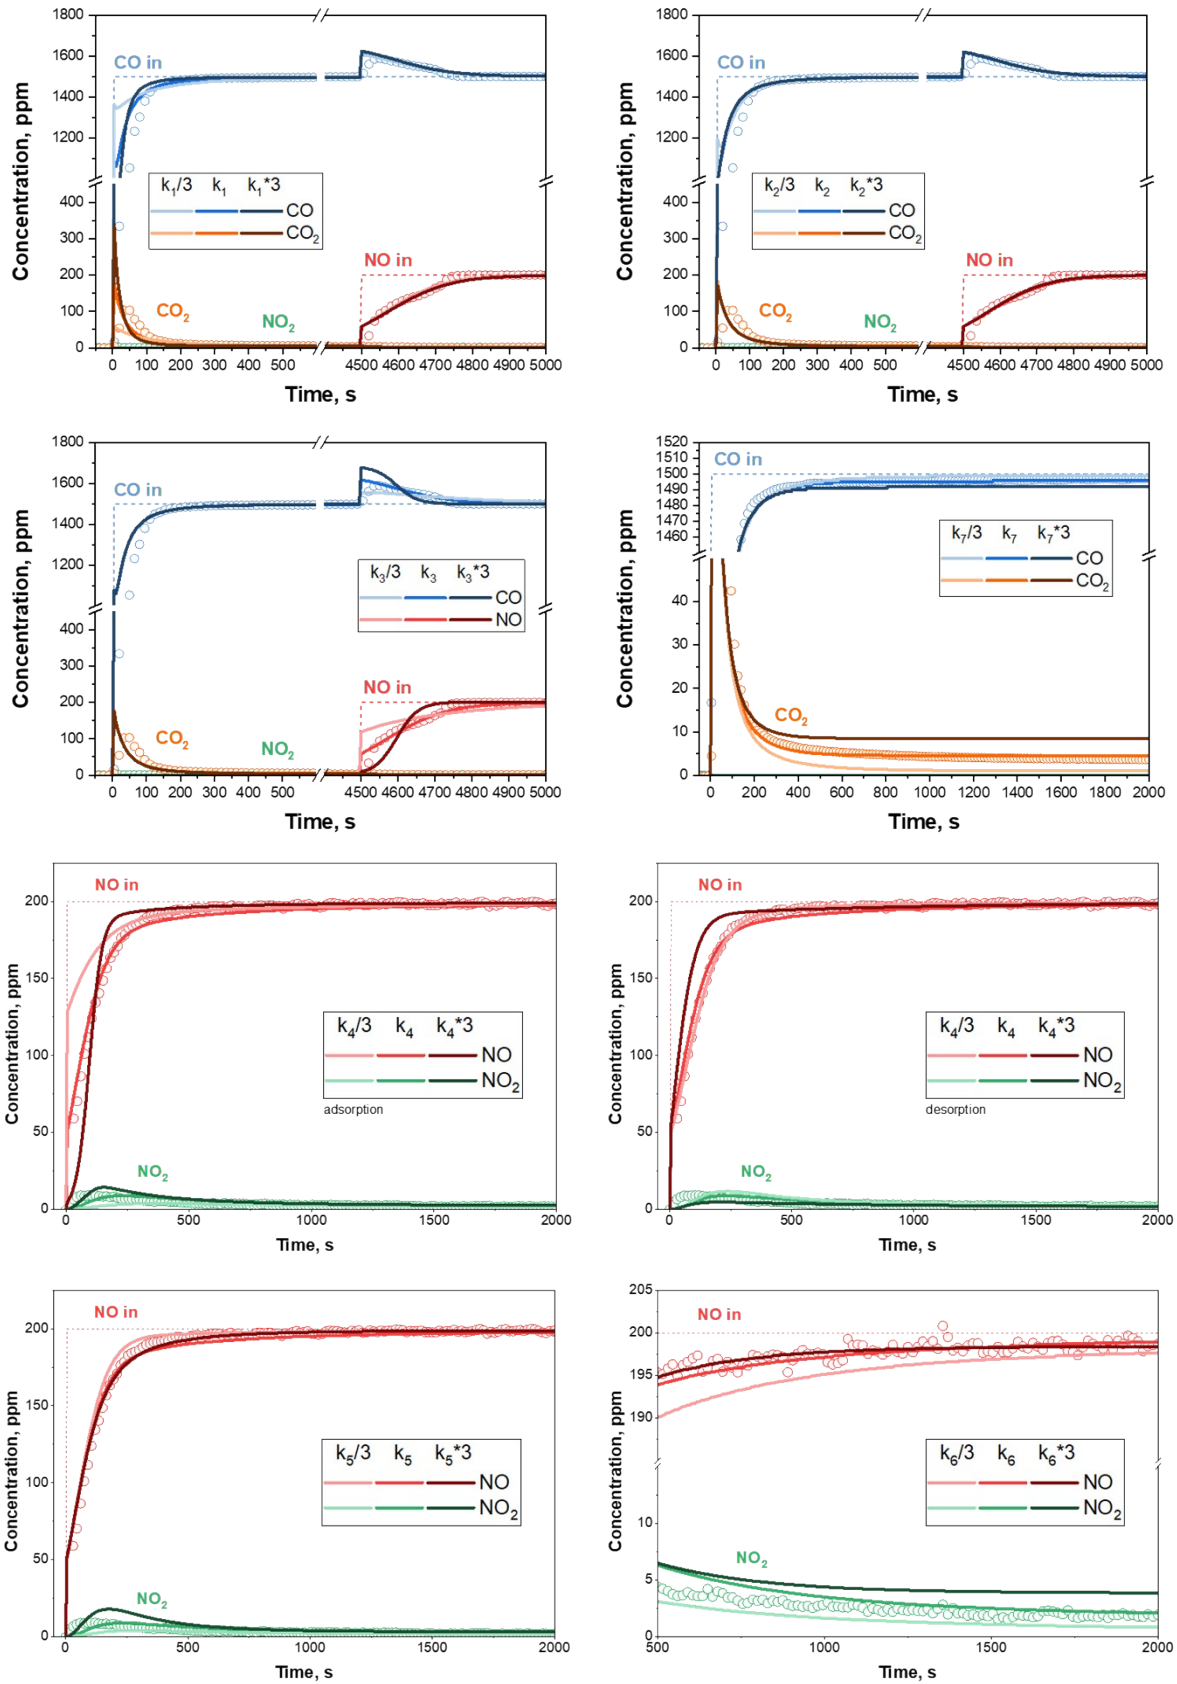 Concentration, ppm
1800
1600
1400
1200
400
300
200
100
0
CO in
k1/3 k1 k1*3
CO
CO2
NO in
CO2
NO2
0 100 200 300 400 500 4500 4600 4700 4800 4900 5000
Time, s
Concentration, ppm
1800
1600
1400
1200
400
300
200
100
0
CO in
k2/3 k2 k2*3
CO
CO2
NO in
CO2
NO2
0 100 200 300 400 500 4500 4600 4700 4800 4900 5000
Time, s
Concentration, ppm
1800
1600
1400
1200
400
300
200
100
0
CO in
k3/3 k3 k3*3
CO
NO
NO in
CO2
NO2
0 100 200 300 400 500 4500 4600 4700 4800 4900 5000
Time, s
Concentration, ppm
1520
1510
1500
1490
1480
1470
1460
40
30
20
10
0
CO in
k7/3 k7 k7*3
CO
CO2
CO2
0 200 400 600 800 1000 1200 1400 1600 1800 2000
Time, s
Concentration, ppm
200
150
100
50
0
NO in
k4/3 k4 k4*3
NO
NO2
adsorption
NO2
0 500 1000 1500 2000
Time, s
Concentration, ppm
200
150
100
50
0
NO in
k4/3 k4 k4*3
NO
NO2
desorption
NO2
0 500 1000 1500 2000
Time, s
Concentration, ppm
200
150
100
50
0
NO in
k5/3 k5 k5*3
NO
NO2
NO2
0 500 1000 1500 2000
Time, s
Concentration, ppm
205
200
195
190
10
5
0
NO in
k6/3 k6 k6*3
NO
NO2
NO2
500 1000 1500 2000
Time, s